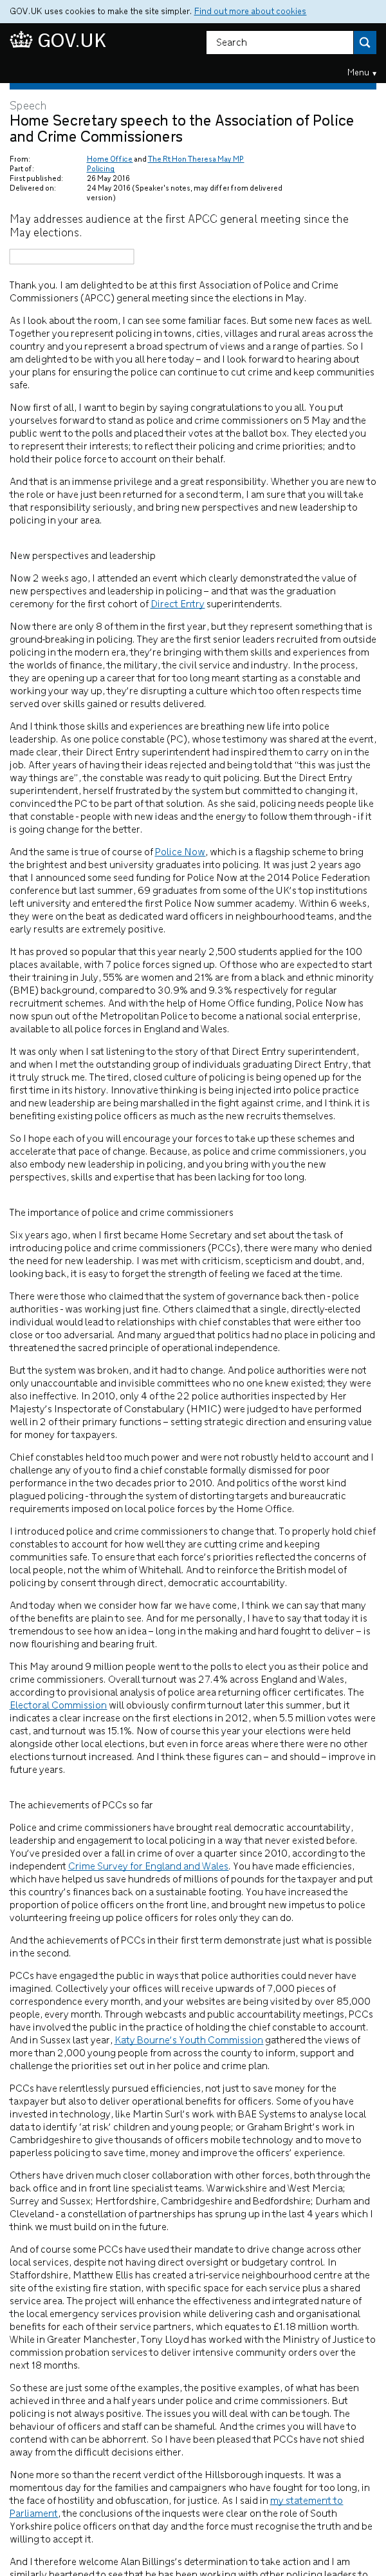 GOV.UK uses cookies to make the site simpler. Find out more about cookies
GOV.UK
Search
Menu ▾
Speech
Home Secretary speech to the Association of Police
and Crime Commissioners
From: Home Office and The Rt Hon Theresa May MP
Part of: Policing
First published: 26 May 2016
Delivered on: 24 May 2016 (Speaker's notes, may differ from delivered
version)
May addresses audience at the first APCC general meeting since the
May elections.
Thank you. I am delighted to be at this first Association of Police and Crime
Commissioners (APCC) general meeting since the elections in May.
As I look about the room, I can see some familiar faces. But some new faces as well.
Together you represent policing in towns, cities, villages and rural areas across the
country and you represent a broad spectrum of views and a range of parties. So I
am delighted to be with you all here today – and I look forward to hearing about
your plans for ensuring the police can continue to cut crime and keep communities
safe.
Now first of all, I want to begin by saying congratulations to you all. You put
yourselves forward to stand as police and crime commissioners on 5 May and the
public went to the polls and placed their votes at the ballot box. They elected you
to represent their interests; to reflect their policing and crime priorities; and to
hold their police force to account on their behalf.
And that is an immense privilege and a great responsibility. Whether you are new to
the role or have just been returned for a second term, I am sure that you will take
that responsibility seriously, and bring new perspectives and new leadership to
policing in your area.
New perspectives and leadership
Now 2 weeks ago, I attended an event which clearly demonstrated the value of
new perspectives and leadership in policing – and that was the graduation
ceremony for the first cohort of Direct Entry superintendents.
Now there are only 8 of them in the first year, but they represent something that is
ground-breaking in policing. They are the first senior leaders recruited from outside
policing in the modern era, they're bringing with them skills and experiences from
the worlds of finance, the military, the civil service and industry. In the process,
they are opening up a career that for too long meant starting as a constable and
working your way up, they're disrupting a culture which too often respects time
served over skills gained or results delivered.
And I think those skills and experiences are breathing new life into police
leadership. As one police constable (PC), whose testimony was shared at the event,
made clear, their Direct Entry superintendent had inspired them to carry on in the
job. After years of having their ideas rejected and being told that “this was just the
way things are”, the constable was ready to quit policing. But the Direct Entry
superintendent, herself frustrated by the system but committed to changing it,
convinced the PC to be part of that solution. As she said, policing needs people like
that constable - people with new ideas and the energy to follow them through - if it
is going change for the better.
And the same is true of course of Police Now, which is a flagship scheme to bring
the brightest and best university graduates into policing. It was just 2 years ago
that I announced some seed funding for Police Now at the 2014 Police Federation
conference but last summer, 69 graduates from some of the UK's top institutions
left university and entered the first Police Now summer academy. Within 6 weeks,
they were on the beat as dedicated ward officers in neighbourhood teams, and the
early results are extremely positive.
It has proved so popular that this year nearly 2,500 students applied for the 100
places available, with 7 police forces signed up. Of those who are expected to start
their training in July, 55% are women and 21% are from a black and ethnic minority
(BME) background, compared to 30.9% and 9.3% respectively for regular
recruitment schemes. And with the help of Home Office funding, Police Now has
now spun out of the Metropolitan Police to become a national social enterprise,
available to all police forces in England and Wales.
It was only when I sat listening to the story of that Direct Entry superintendent,
and when I met the outstanding group of individuals graduating Direct Entry, that
it truly struck me. The tired, closed culture of policing is being opened up for the
first time in its history. Innovative thinking is being injected into police practice
and new leadership are being marshalled in the fight against crime, and I think it is
benefiting existing police officers as much as the new recruits themselves.
So I hope each of you will encourage your forces to take up these schemes and
accelerate that pace of change. Because, as police and crime commissioners, you
also embody new leadership in policing, and you bring with you the new
perspectives, skills and expertise that has been lacking for too long.
The importance of police and crime commissioners
Six years ago, when I first became Home Secretary and set about the task of
introducing police and crime commissioners (PCCs), there were many who denied
the need for new leadership. I was met with criticism, scepticism and doubt, and,
looking back, it is easy to forget the strength of feeling we faced at the time.
There were those who claimed that the system of governance back then - police
authorities - was working just fine. Others claimed that a single, directly-elected
individual would lead to relationships with chief constables that were either too
close or too adversarial. And many argued that politics had no place in policing and
threatened the sacred principle of operational independence.
But the system was broken, and it had to change. And police authorities were not
only unaccountable and invisible committees who no one knew existed; they were
also ineffective. In 2010, only 4 of the 22 police authorities inspected by Her
Majesty's Inspectorate of Constabulary (HMIC) were judged to have performed
well in 2 of their primary functions – setting strategic direction and ensuring value
for money for taxpayers.
Chief constables held too much power and were not robustly held to account and I
challenge any of you to find a chief constable formally dismissed for poor
performance in the two decades prior to 2010. And politics of the worst kind
plagued policing - through the system of distorting targets and bureaucratic
requirements imposed on local police forces by the Home Office.
I introduced police and crime commissioners to change that. To properly hold chief
constables to account for how well they are cutting crime and keeping
communities safe. To ensure that each force's priorities reflected the concerns of
local people, not the whim of Whitehall. And to reinforce the British model of
policing by consent through direct, democratic accountability.
And today when we consider how far we have come, I think we can say that many
of the benefits are plain to see. And for me personally, I have to say that today it is
tremendous to see how an idea – long in the making and hard fought to deliver – is
now flourishing and bearing fruit.
This May around 9 million people went to the polls to elect you as their police and
crime commissioners. Overall turnout was 27.4% across England and Wales,
according to provisional analysis of police area returning officer certificates. The
Electoral Commission will obviously confirm turnout later this summer, but it
indicates a clear increase on the first elections in 2012, when 5.5 million votes were
cast, and turnout was 15.1%. Now of course this year your elections were held
alongside other local elections, but even in force areas where there were no other
elections turnout increased. And I think these figures can – and should – improve in
future years.
The achievements of PCCs so far
Police and crime commissioners have brought real democratic accountability,
leadership and engagement to local policing in a way that never existed before.
You've presided over a fall in crime of over a quarter since 2010, according to the
independent Crime Survey for England and Wales. You have made efficiencies,
which have helped us save hundreds of millions of pounds for the taxpayer and put
this country's finances back on a sustainable footing. You have increased the
proportion of police officers on the front line, and brought new impetus to police
volunteering freeing up police officers for roles only they can do.
And the achievements of PCCs in their first term demonstrate just what is possible
in the second.
PCCs have engaged the public in ways that police authorities could never have
imagined. Collectively your offices will receive upwards of 7,000 pieces of
correspondence every month, and your websites are being visited by over 85,000
people, every month. Through webcasts and public accountability meetings, PCCs
have involved the public in the practice of holding the chief constable to account.
And in Sussex last year, Katy Bourne's Youth Commission gathered the views of
more than 2,000 young people from across the county to inform, support and
challenge the priorities set out in her police and crime plan.
PCCs have relentlessly pursued efficiencies, not just to save money for the
taxpayer but also to deliver operational benefits for officers. Some of you have
invested in technology, like Martin Surl's work with BAE Systems to analyse local
data to identify 'at risk' children and young people; or Graham Bright's work in
Cambridgeshire to give thousands of officers mobile technology and to move to
paperless policing to save time, money and improve the officers' experience.
Others have driven much closer collaboration with other forces, both through the
back office and in front line specialist teams. Warwickshire and West Mercia;
Surrey and Sussex; Hertfordshire, Cambridgeshire and Bedfordshire; Durham and
Cleveland - a constellation of partnerships has sprung up in the last 4 years which I
think we must build on in the future.
And of course some PCCs have used their mandate to drive change across other
local services, despite not having direct oversight or budgetary control. In
Staffordshire, Matthew Ellis has created a tri-service neighbourhood centre at the
site of the existing fire station, with specific space for each service plus a shared
service area. The project will enhance the effectiveness and integrated nature of
the local emergency services provision while delivering cash and organisational
benefits for each of their service partners, which equates to £1.18 million worth.
While in Greater Manchester, Tony Lloyd has worked with the Ministry of Justice to
commission probation services to deliver intensive community orders over the
next 18 months.
So these are just some of the examples, the positive examples, of what has been
achieved in three and a half years under police and crime commissioners. But
policing is not always positive. The issues you will deal with can be tough. The
behaviour of officers and staff can be shameful. And the crimes you will have to
contend with can be abhorrent. So I have been pleased that PCCs have not shied
away from the difficult decisions either.
None more so than the recent verdict of the Hillsborough inquests. It was a
momentous day for the families and campaigners who have fought for too long, in
the face of hostility and obfuscation, for justice. As I said in my statement to
Parliament, the conclusions of the inquests were clear on the role of South
Yorkshire police officers on that day and the force must recognise the truth and be
willing to accept it.
And I therefore welcome Alan Billings's determination to take action and I am
similarly heartened to see that he has been working with other policing leaders to